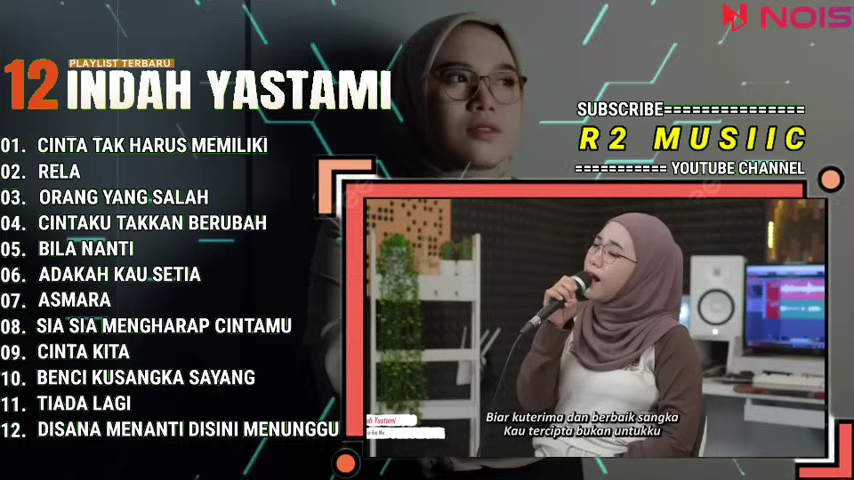 NOIS
PLAYLIST TERBARU
12 INDAH YASTAMI
SUBSCRIBE===============
R2 MUSIIC
=========== YOUTUBE CHANNEL
01. CINTA TAK HARUS MEMILIKI
02. RELA
03. ORANG YANG SALAH
04. CINTAKU TAKKAN BERUBAH
05. BILA NANTI
06. ADAKAH KAU SETIA
07. ASMARA
08. SIA SIA MENGHARAP CINTAMU
09. CINTA KITA
10. BENCI KUSANGKA SAYANG
11. TIADA LAGI
12. DISANA MENANTI DISINI MENUNGGU
Yastami
Biar kuterima dan berbaik sangka
Kau tercipta bukan untukku